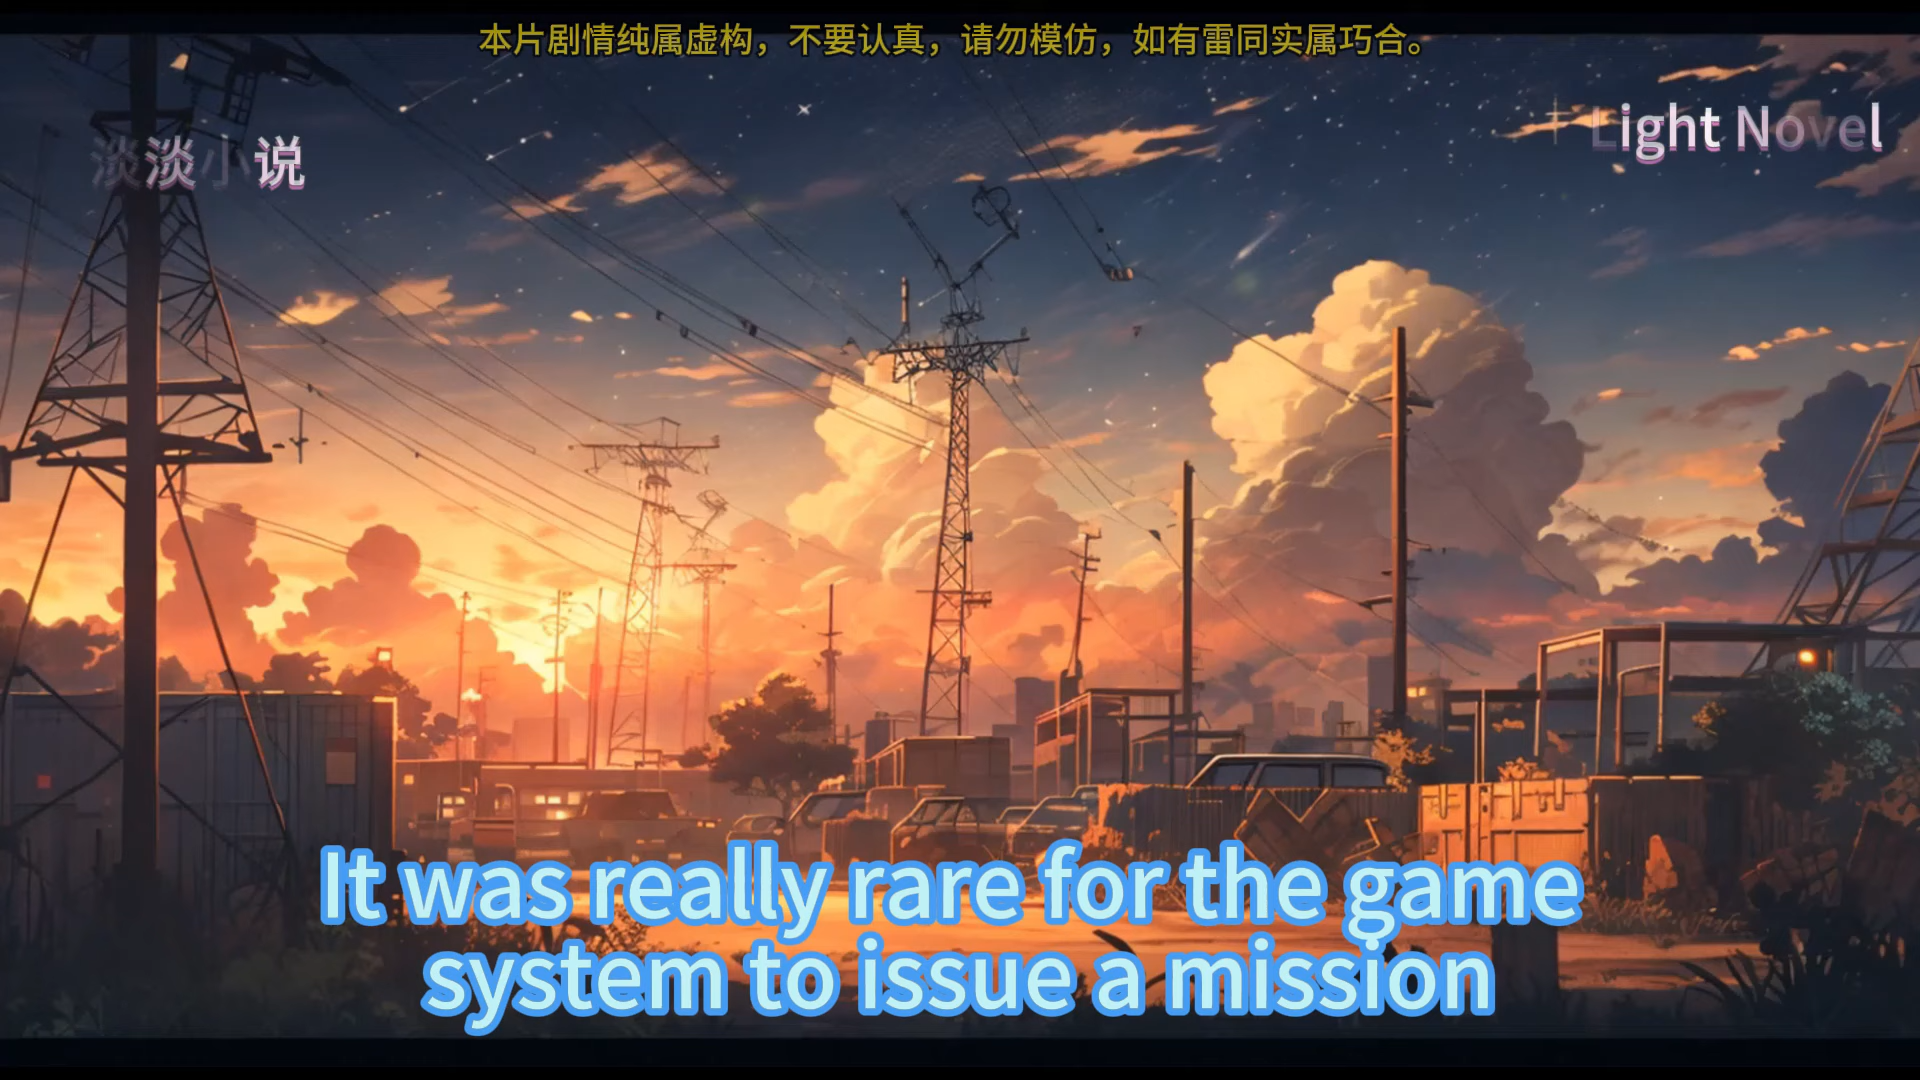 本片剧情纯属虚构，不要认真，请勿模仿，如有雷同实属巧合。
淡淡小说
Light Novel
It was really rare for the game
system to issue a mission